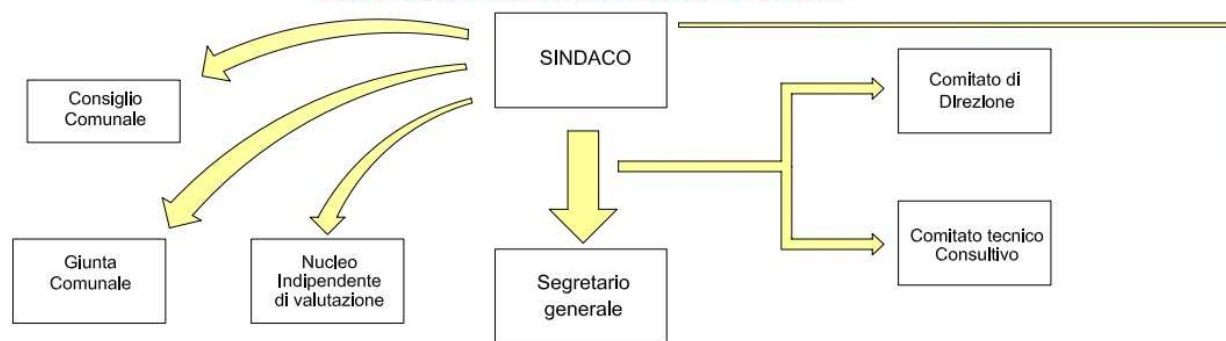 SINDACO
Consiglio
Comunale
Comitato di
Direzione
Giunta
Comunale
Nucleo
Indipendente
di valutazione
Segretario
generale
Comitato tecnico
Consultivo